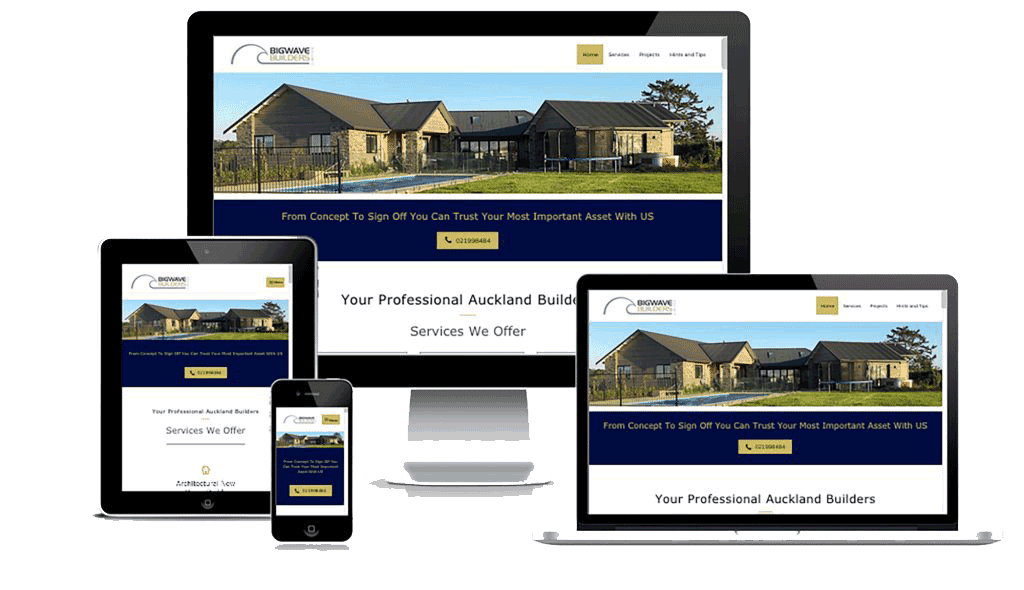 BIGWAVE
BUILDERS
Home Services Projects Hints and Tips
From Concept To Sign Off You Can Trust Your Most Important Asset With US
021998484
Your Professional Auckland Builde
Services We Offer
BIGWAVE
BUILDERS
Menu
From Concept To Sign Off You Can Trust Your Most Important Asset With US
021998484
Your Professional Auckland Builders
Services We Offer
Architectural New
BIGWAVE
BUILDERS
Menu
From Concept To Sign Off You
Can Trust Your Most Important
Asset With US
021998484
BIGWAVE
BUILDERS
Home Services Projects Hints and Tips
From Concept To Sign Off You Can Trust Your Most Important Asset With US
021998484
Your Professional Auckland Builders